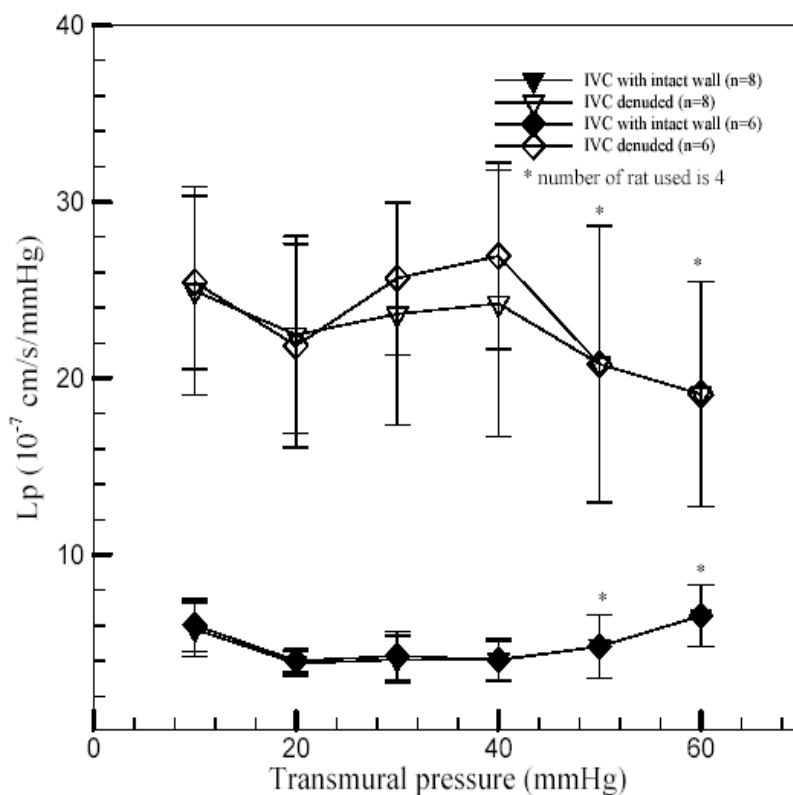 40
IVC with intact wall (n=8)
IVC denuded (n=8)
IVC with intact wall (n=6)
IVC denuded (n=6)
* number of rat used is 4
30
*
*
20
Lp (10⁻⁷ cm/s/mmHg)
10
*
*
0
20
40
60
Transmural pressure (mmHg)